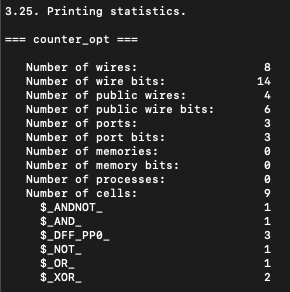 3.25. Printing statistics.
=== counter_opt ===
Number of wires: 8
Number of wire bits: 14
Number of public wires: 4
Number of public wire bits: 6
Number of ports: 3
Number of port bits: 3
Number of memories: 0
Number of memory bits: 0
Number of processes: 0
Number of cells: 9
$_ANDNOT_ 1
$_AND_ 1
$_DFF_PP0_ 3
$_NOT_ 1
$_OR_ 1
$_XOR_ 2